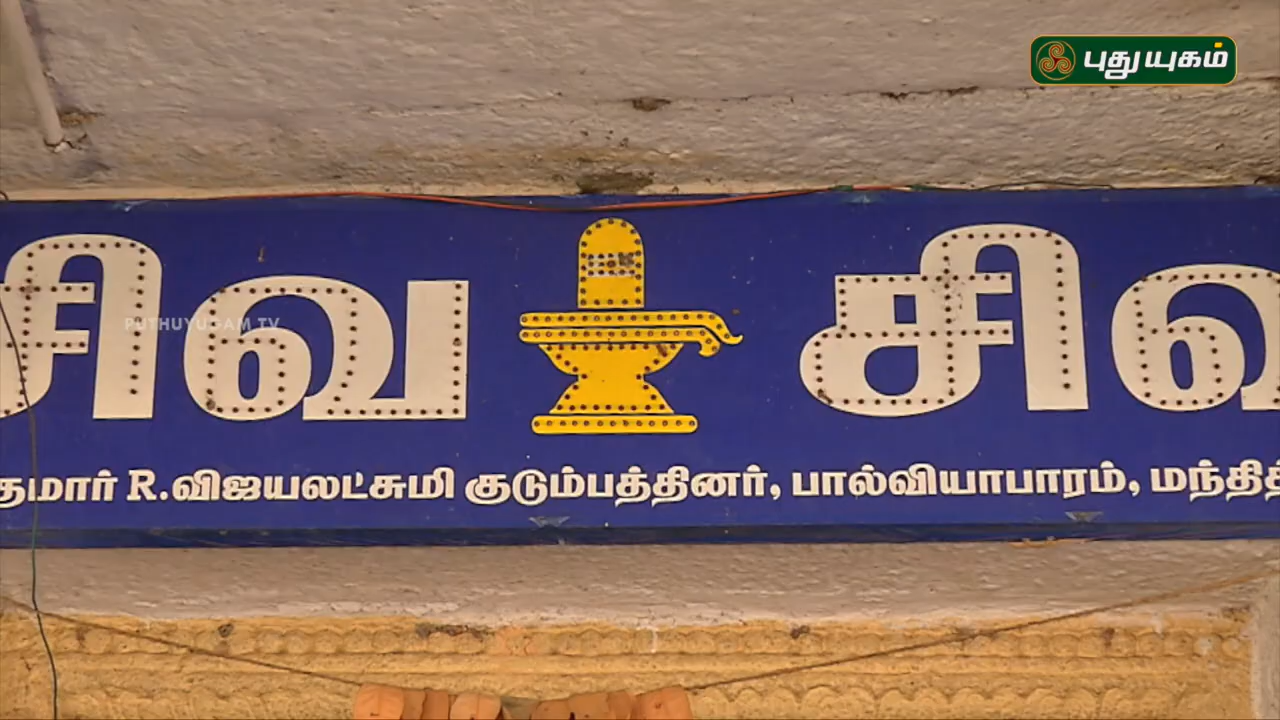 புதுயுகம்
PUTHUYUGAM TV
சிவ சிவ
குமார் R.விஜயலட்சுமி குடும்பத்தினர், பால்வியாபாரம்,